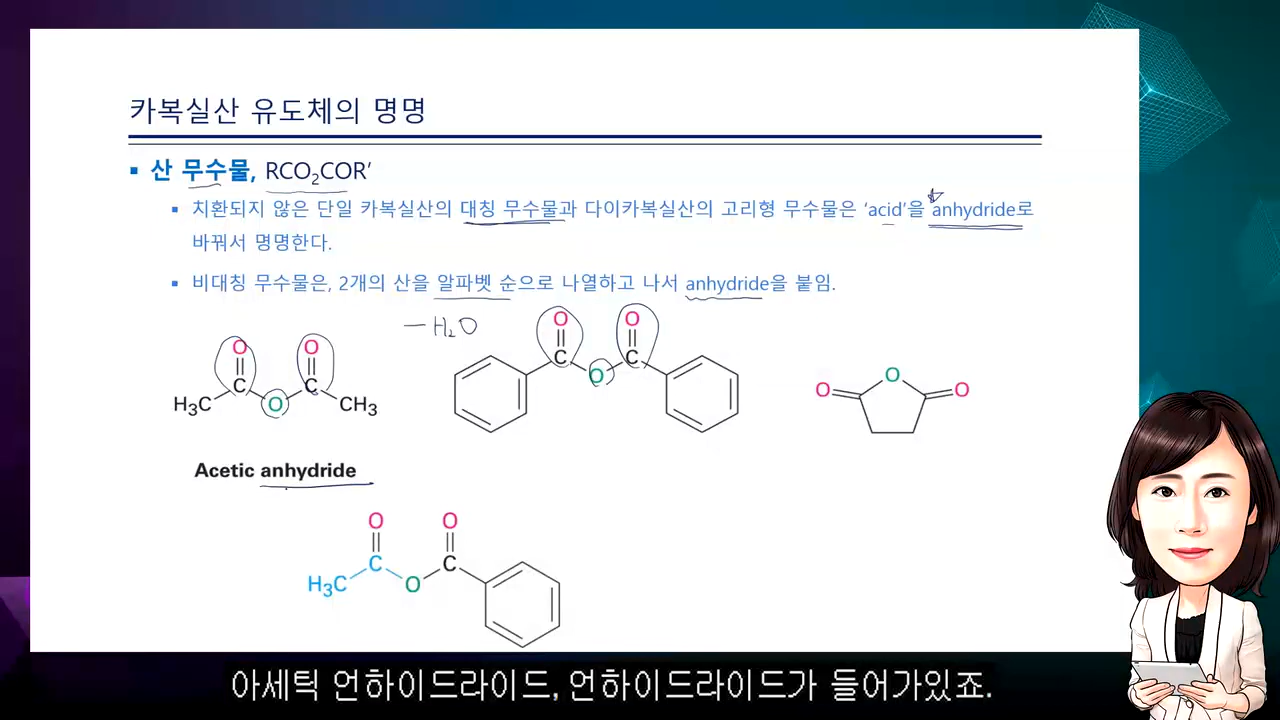 카복실산 유도체의 명명
▪ 산 무수물, RCO₂COR′
▪ 치환되지 않은 단일 카복실산의 대칭 무수물과 다이카복실산의 고리형 무수물은 ‘acid’을 anhydride로
바꿔서 명명한다.
▪ 비대칭 무수물은, 2개의 산을 알파벳 순으로 나열하고 나서 anhydride을 붙임.
— H₂O
O O
C C
H₃C O CH₃
O O
C C
O
O
O O
Acetic anhydride
O O
C C
H₃C O
아세틱 언하이드라이드, 언하이드라이드가 들어가있죠.